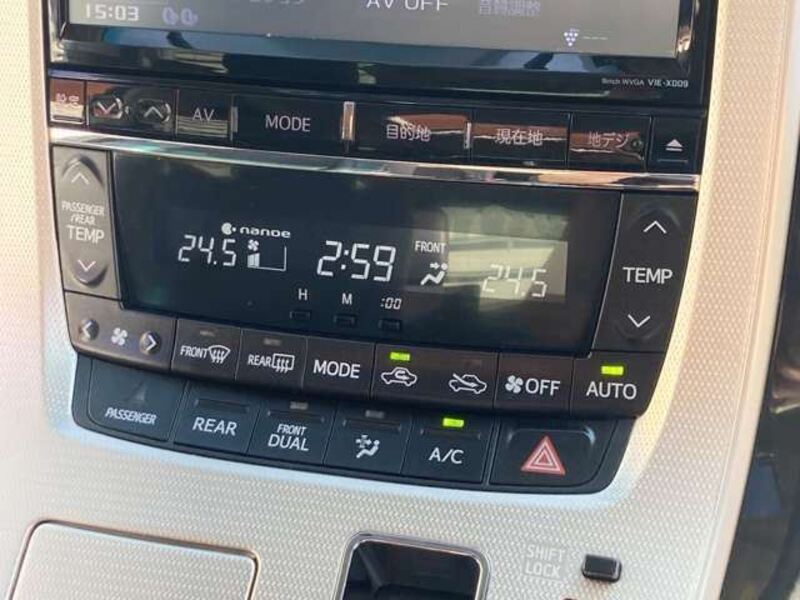 15:03
AV OFF
音質調整
8inch WVGA VIE-X009
設定
AV
MODE
目的地
現在地
地デジ
PASSENGER
/REAR
TEMP
nanoe
24.5
2:59
FRONT
24.5
TEMP
H
M
:00
FRONT
REAR
MODE
OFF
AUTO
PASSENGER
REAR
FRONT
DUAL
A/C
SHIFT
LOCK